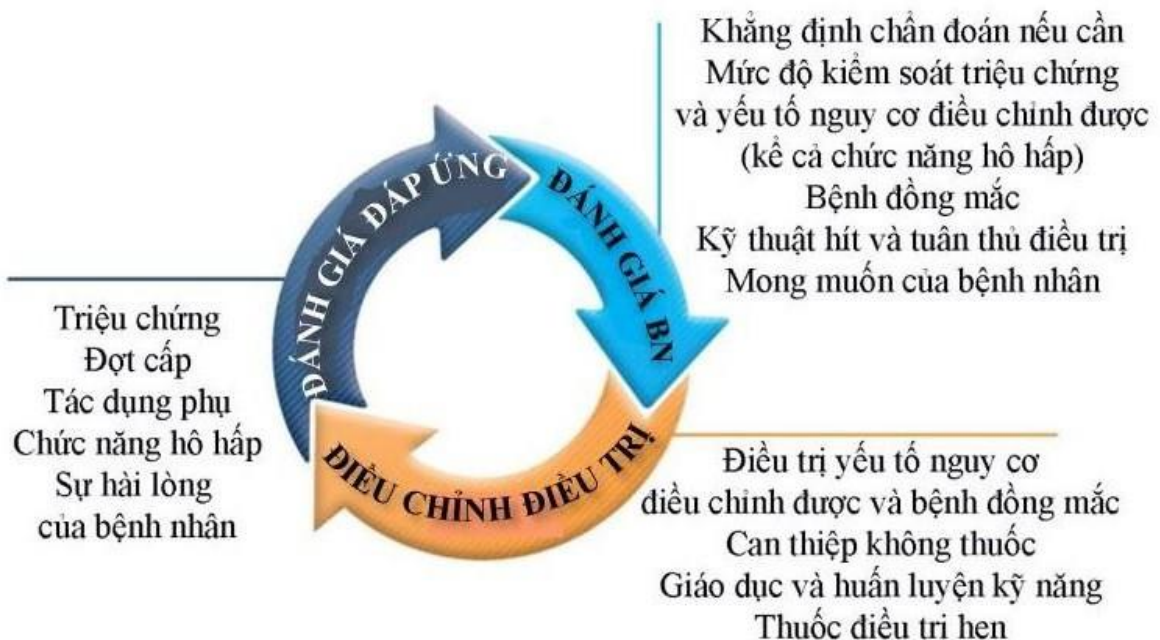 Khẳng định chẩn đoán nếu cần
Mức độ kiểm soát triệu chứng
và yếu tố nguy cơ điều chỉnh được
(kể cả chức năng hô hấp)
Bệnh đồng mắc
Kỹ thuật hít và tuân thủ điều trị
Mong muốn của bệnh nhân
ĐÁNH GIÁ ĐÁP ỨNG
ĐÁNH GIÁ BN
ĐIỀU CHỈNH ĐIỀU TRỊ
Triệu chứng
Đợt cấp
Tác dụng phụ
Chức năng hô hấp
Sự hài lòng
của bệnh nhân
Điều trị yếu tố nguy cơ
điều chỉnh được và bệnh đồng mắc
Can thiệp không thuốc
Giáo dục và huấn luyện kỹ năng
Thuốc điều trị hen